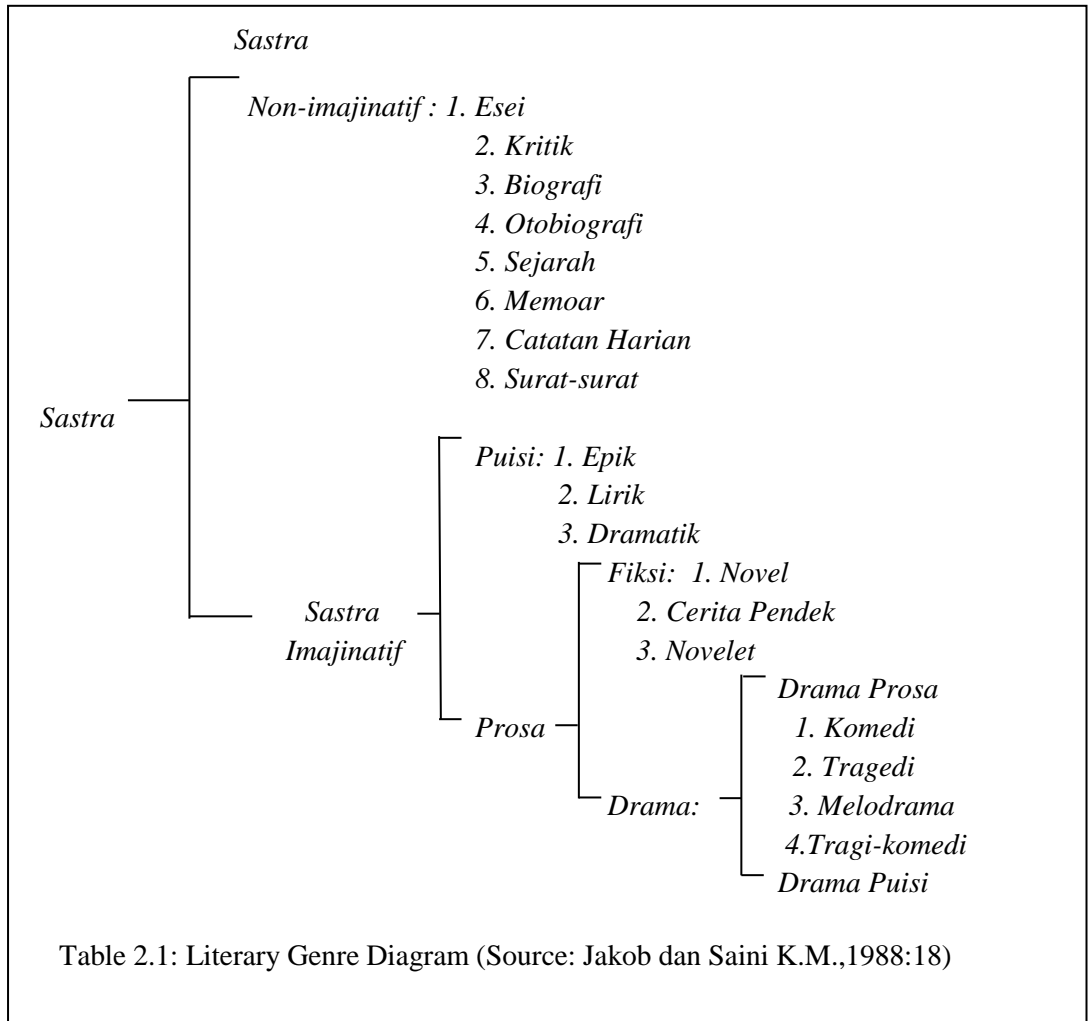 Sastra
Non-imajinatif : 1. Esei
2. Kritik
3. Biografi
4. Otobiografi
5. Sejarah
6. Memoar
7. Catatan Harian
8. Surat-surat
Sastra
Puisi: 1. Epik
2. Lirik
3. Dramatik
Sastra
Imajinatif
Fiksi: 1. Novel
2. Cerita Pendek
3. Novelet
Prosa
Drama Prosa
1. Komedi
2. Tragedi
Drama:
3. Melodrama
4.Tragi-komedi
Drama Puisi
Table 2.1: Literary Genre Diagram (Source: Jakob dan Saini K.M.,1988:18)